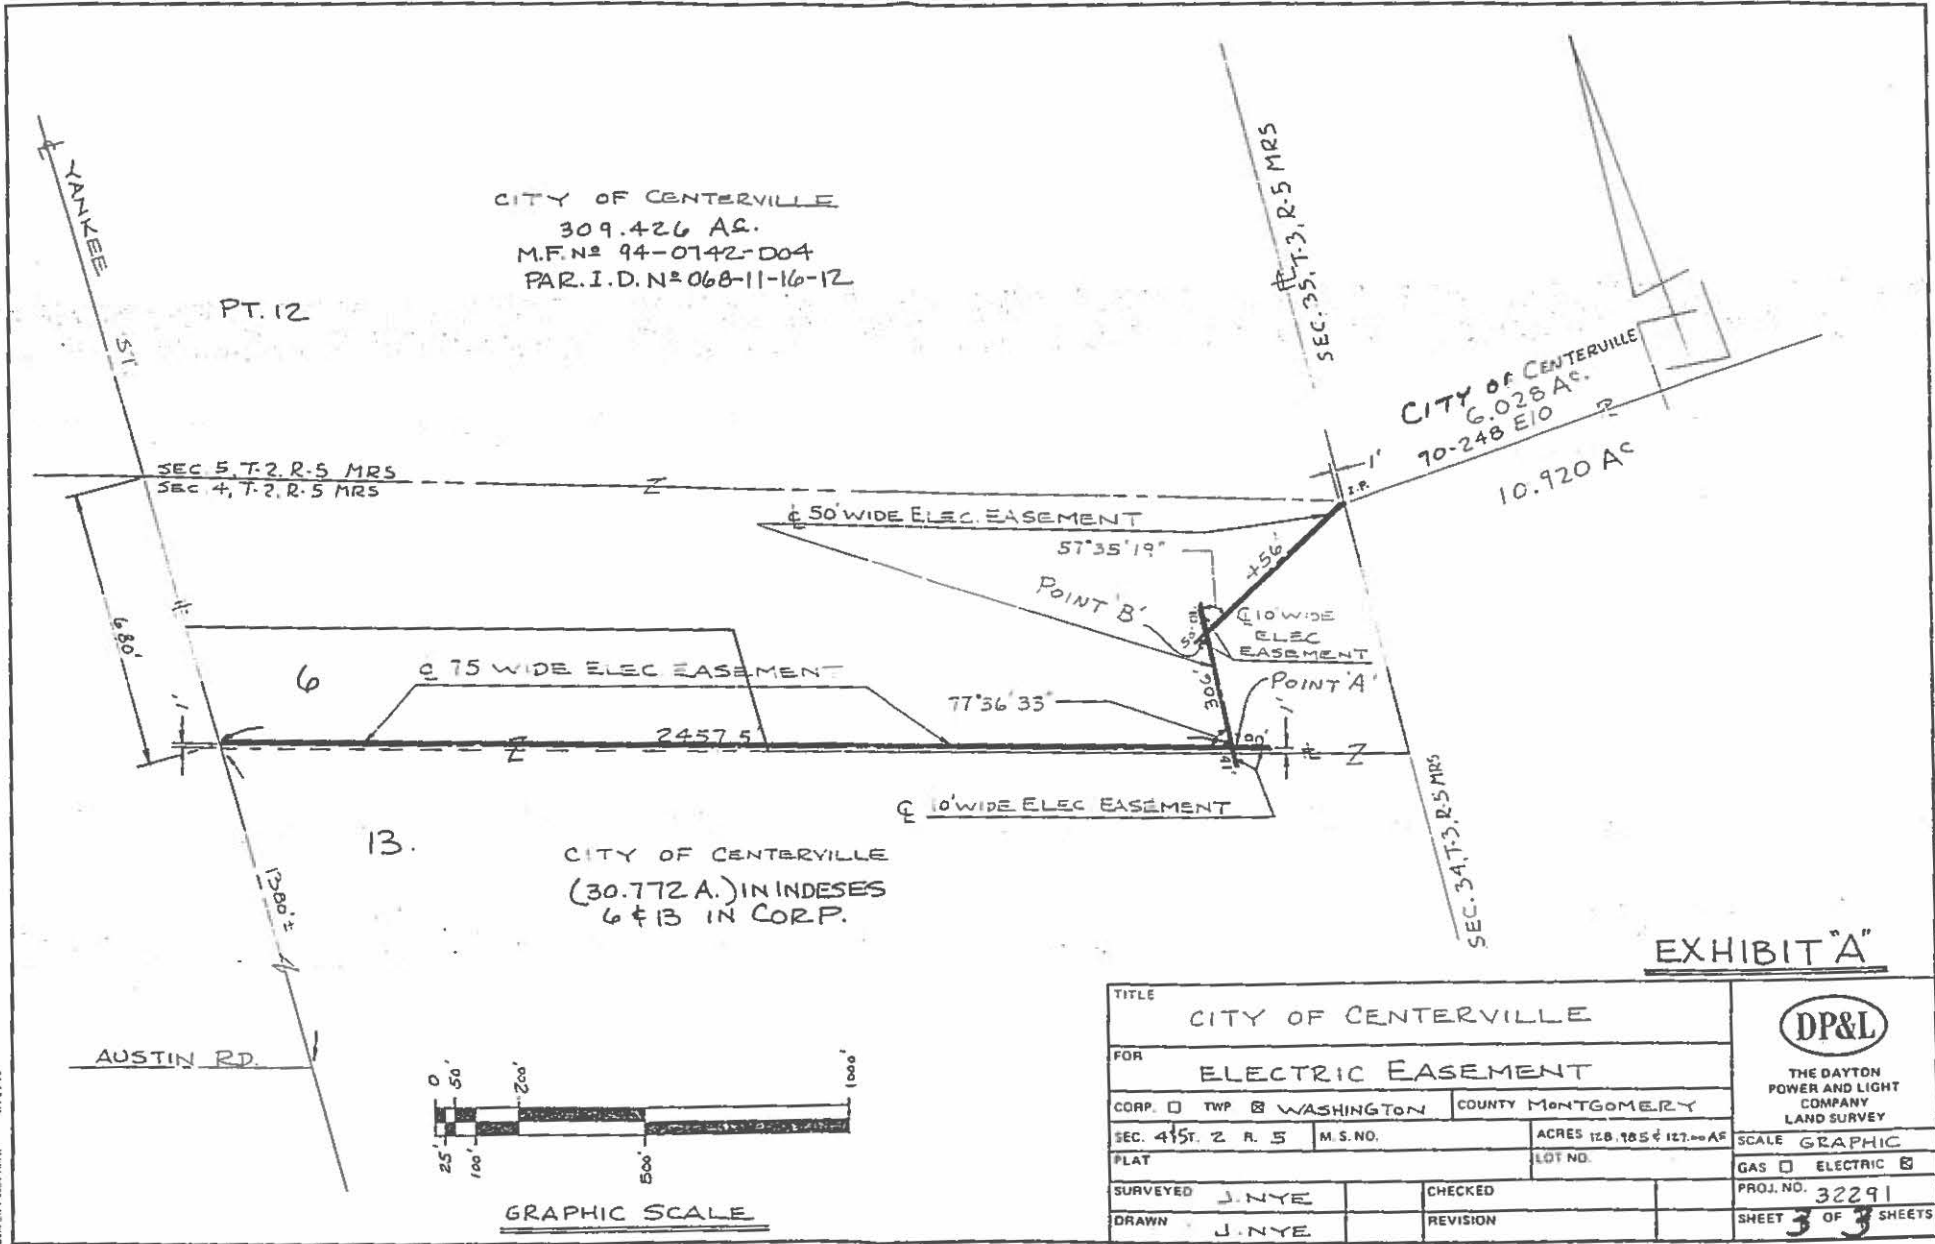 ℄ YANKEE ST.
CITY OF CENTERVILLE
309.426 AC.
M.F. Nº 94-0742-D04
PAR. I.D. Nº 068-11-16-12
PT. 12
SEC. 35, T-3, R-5 MRS
CITY OF CENTERVILLE
6.028 AC.
90-248 E10
10.920 AC
1'
I.P.
SEC. 5, T-2, R-5 MRS
SEC. 4, T-2, R-5 MRS
℄ 50' WIDE ELEC. EASEMENT
57°35'19"
POINT 'B'
℄ 10' WIDE
ELEC
EASEMENT
680'
6
℄ 75 WIDE ELEC EASEMENT
306'
POINT 'A'
77°36'33"
1'
1'
2457.5'
41'
℄ 10' WIDE ELEC EASEMENT
13.
CITY OF CENTERVILLE
(30.772 A.) IN INDESES
6 & 13 IN CORP.
1380'±
SEC. 34, T-3, R-5 MRS
AUSTIN RD.
0 50' 200' 1000'
25' 100' 500'
GRAPHIC SCALE
EXHIBIT "A"
TITLE
CITY OF CENTERVILLE
FOR
ELECTRIC EASEMENT
CORP. ☐ TWP ☒ WASHINGTON COUNTY MONTGOMERY
SEC. 4&5 T. 2 R. 5 M.S. NO. ACRES
PLAT LOT NO.
SURVEYED J. NYE CHECKED
DRAWN J. NYE REVISION
DP&L
THE DAYTON
POWER AND LIGHT
COMPANY
LAND SURVEY
SCALE GRAPHIC
GAS ☐ ELECTRIC ☒
PROJ. NO. 32291
SHEET 3 OF 3 SHEETS